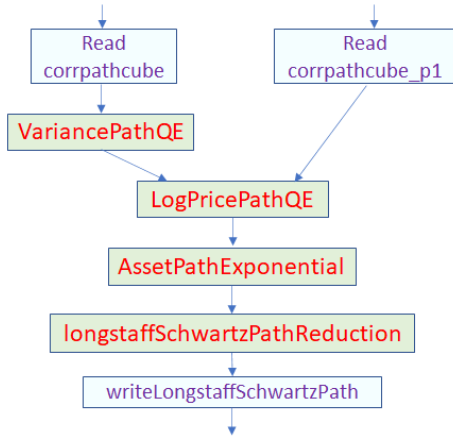 Read
corrpathcube
Read
corrpathcube_p1
VariancePathQE
LogPricePathQE
AssetPathExponential
longstaffSchwartzPathReduction
writeLongstaffSchwartzPath